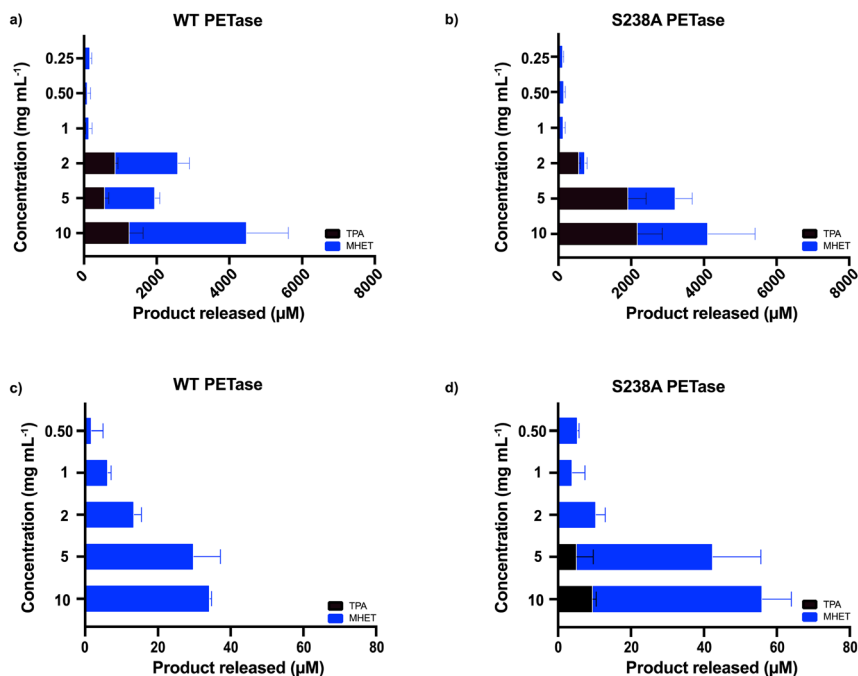 a)
WT PETase
Concentration (mg mL⁻¹)
0.25
0.50
1
2
5
10
TPA
MHET
0
2000
4000
6000
8000
Product released (µM)
b)
S238A PETase
Concentration (mg mL⁻¹)
0.25
0.50
1
2
5
10
TPA
MHET
0
2000
4000
6000
8000
Product released (µM)
c)
WT PETase
Concentration (mg mL⁻¹)
0.50
1
2
5
10
TPA
MHET
0 20 40 60 80
Product released (µM)
d)
S238A PETase
Concentration (mg mL⁻¹)
0.50
1
2
5
10
TPA
MHET
0 20 40 60 80
Product released (µM)